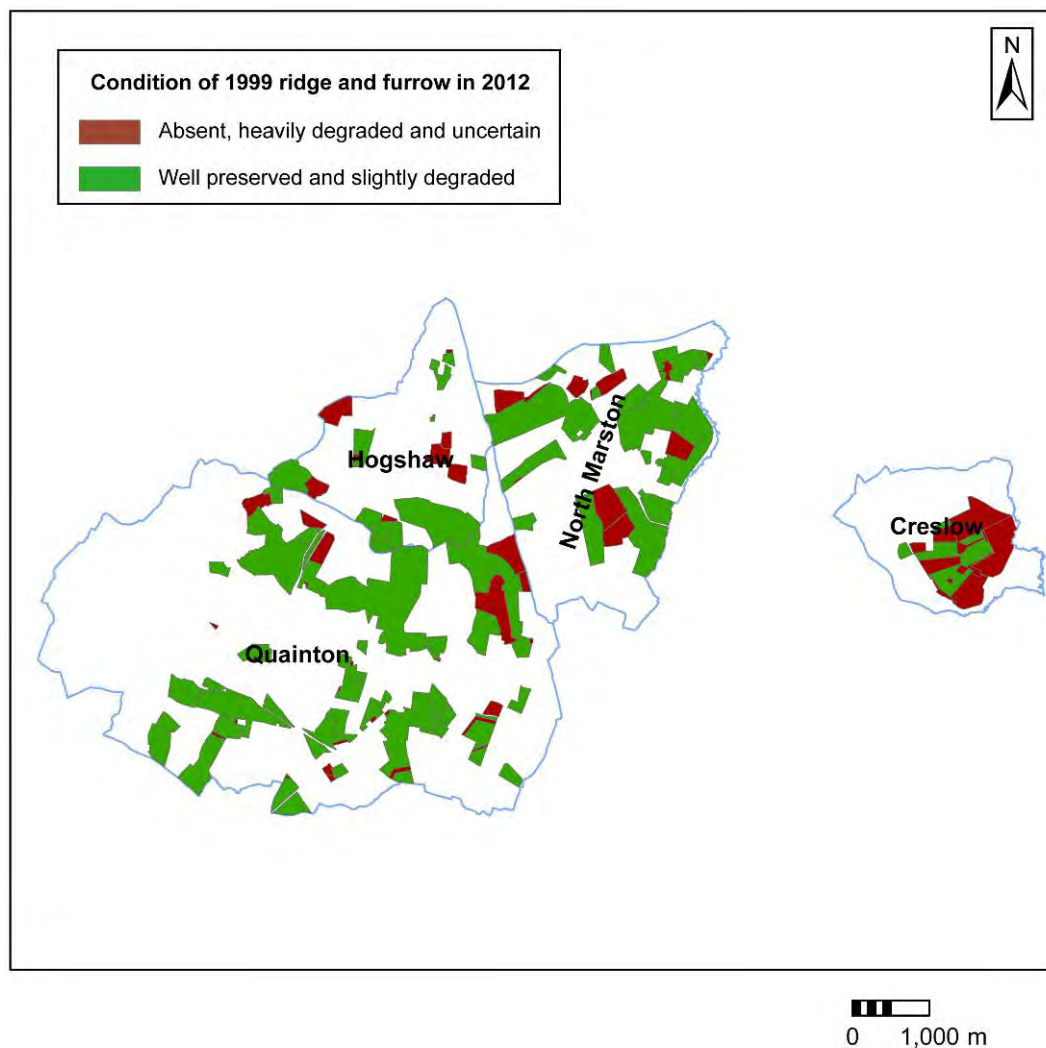 N
Condition of 1999 ridge and furrow in 2012
Absent, heavily degraded and uncertain
Well preserved and slightly degraded
Hogshaw
North Marston
Creslow
Quainton
0 1,000 m